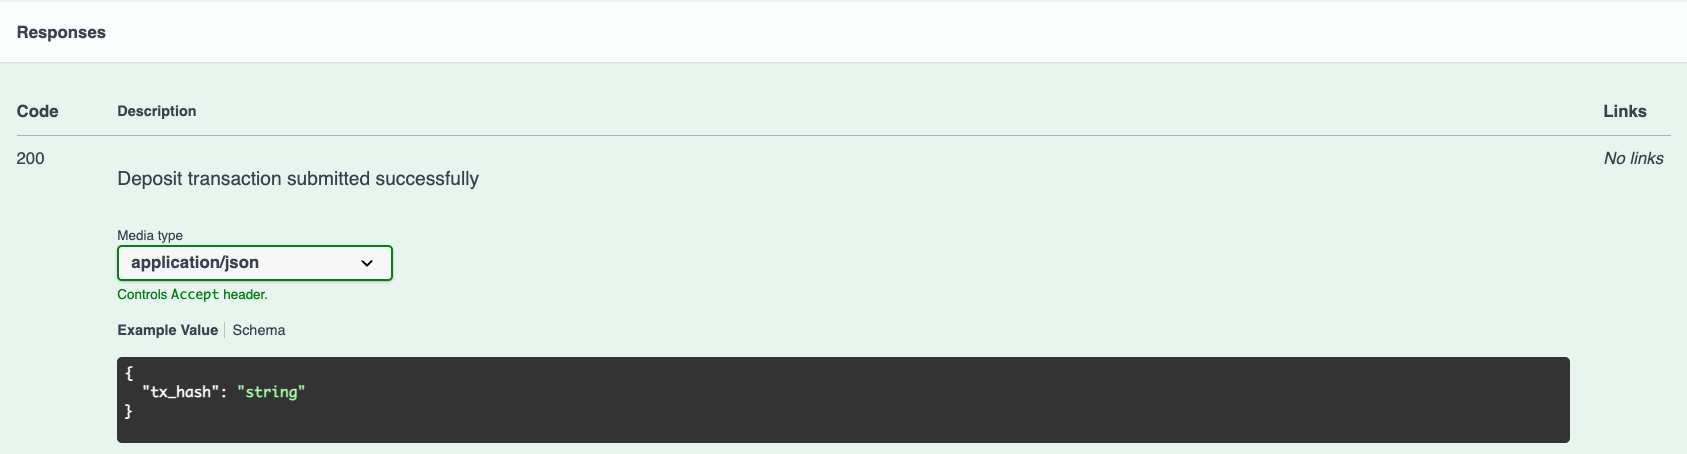 Responses
Code Description Links
200 No links
Deposit transaction submitted successfully
Media type
application/json
Controls Accept header.
Example Value Schema
{
"tx_hash": "string"
}